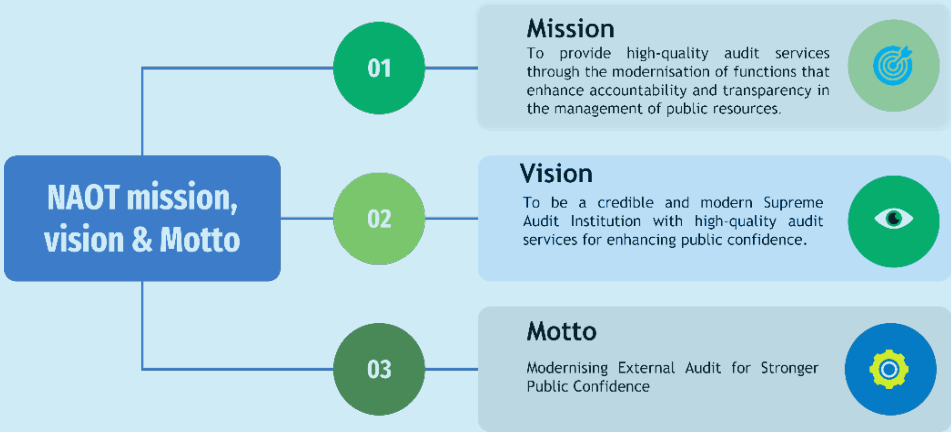 NAOT mission,
vision & Motto
01
Mission
To provide high-quality audit services
through the modernisation of functions that
enhance accountability and transparency in
the management of public resources.
02
Vision
To be a credible and modern Supreme
Audit Institution with high-quality audit
services for enhancing public confidence.
03
Motto
Modernising External Audit for Stronger
Public Confidence